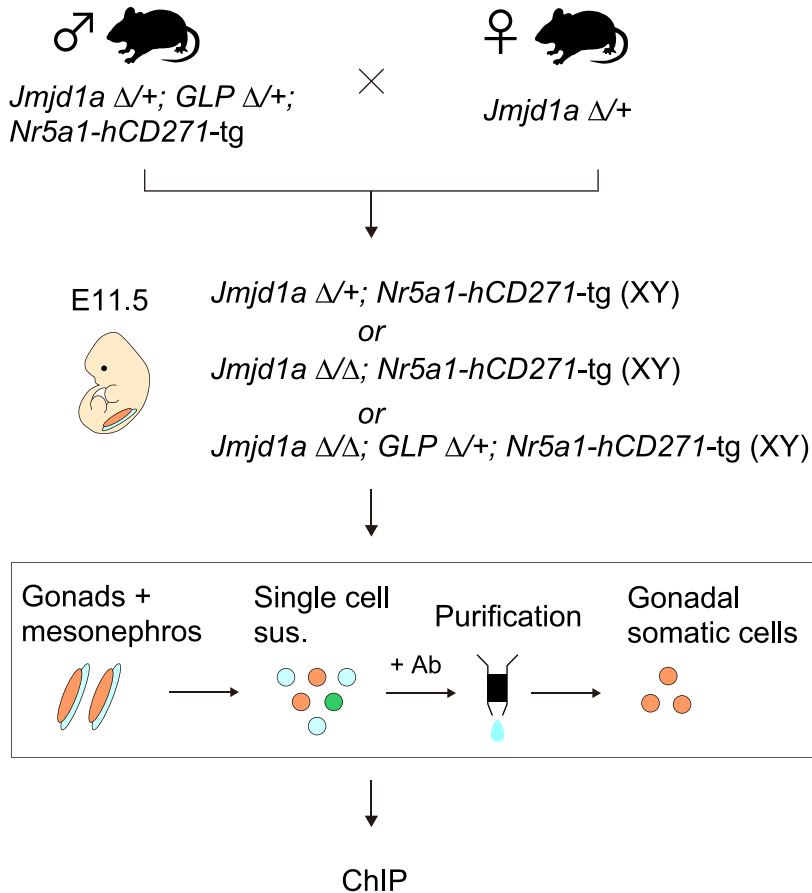 ♂ ♀
Jmjd1a Δ/+; GLP Δ/+;
Nr5a1-hCD271-tg
×
Jmjd1a Δ/+
E11.5
Jmjd1a Δ/+; Nr5a1-hCD271-tg (XY)
or
Jmjd1a Δ/Δ; Nr5a1-hCD271-tg (XY)
or
Jmjd1a Δ/Δ; GLP Δ/+; Nr5a1-hCD271-tg (XY)
Gonads +
mesonephros
Single cell
sus.
+ Ab
Purification
Gonadal
somatic cells
ChIP